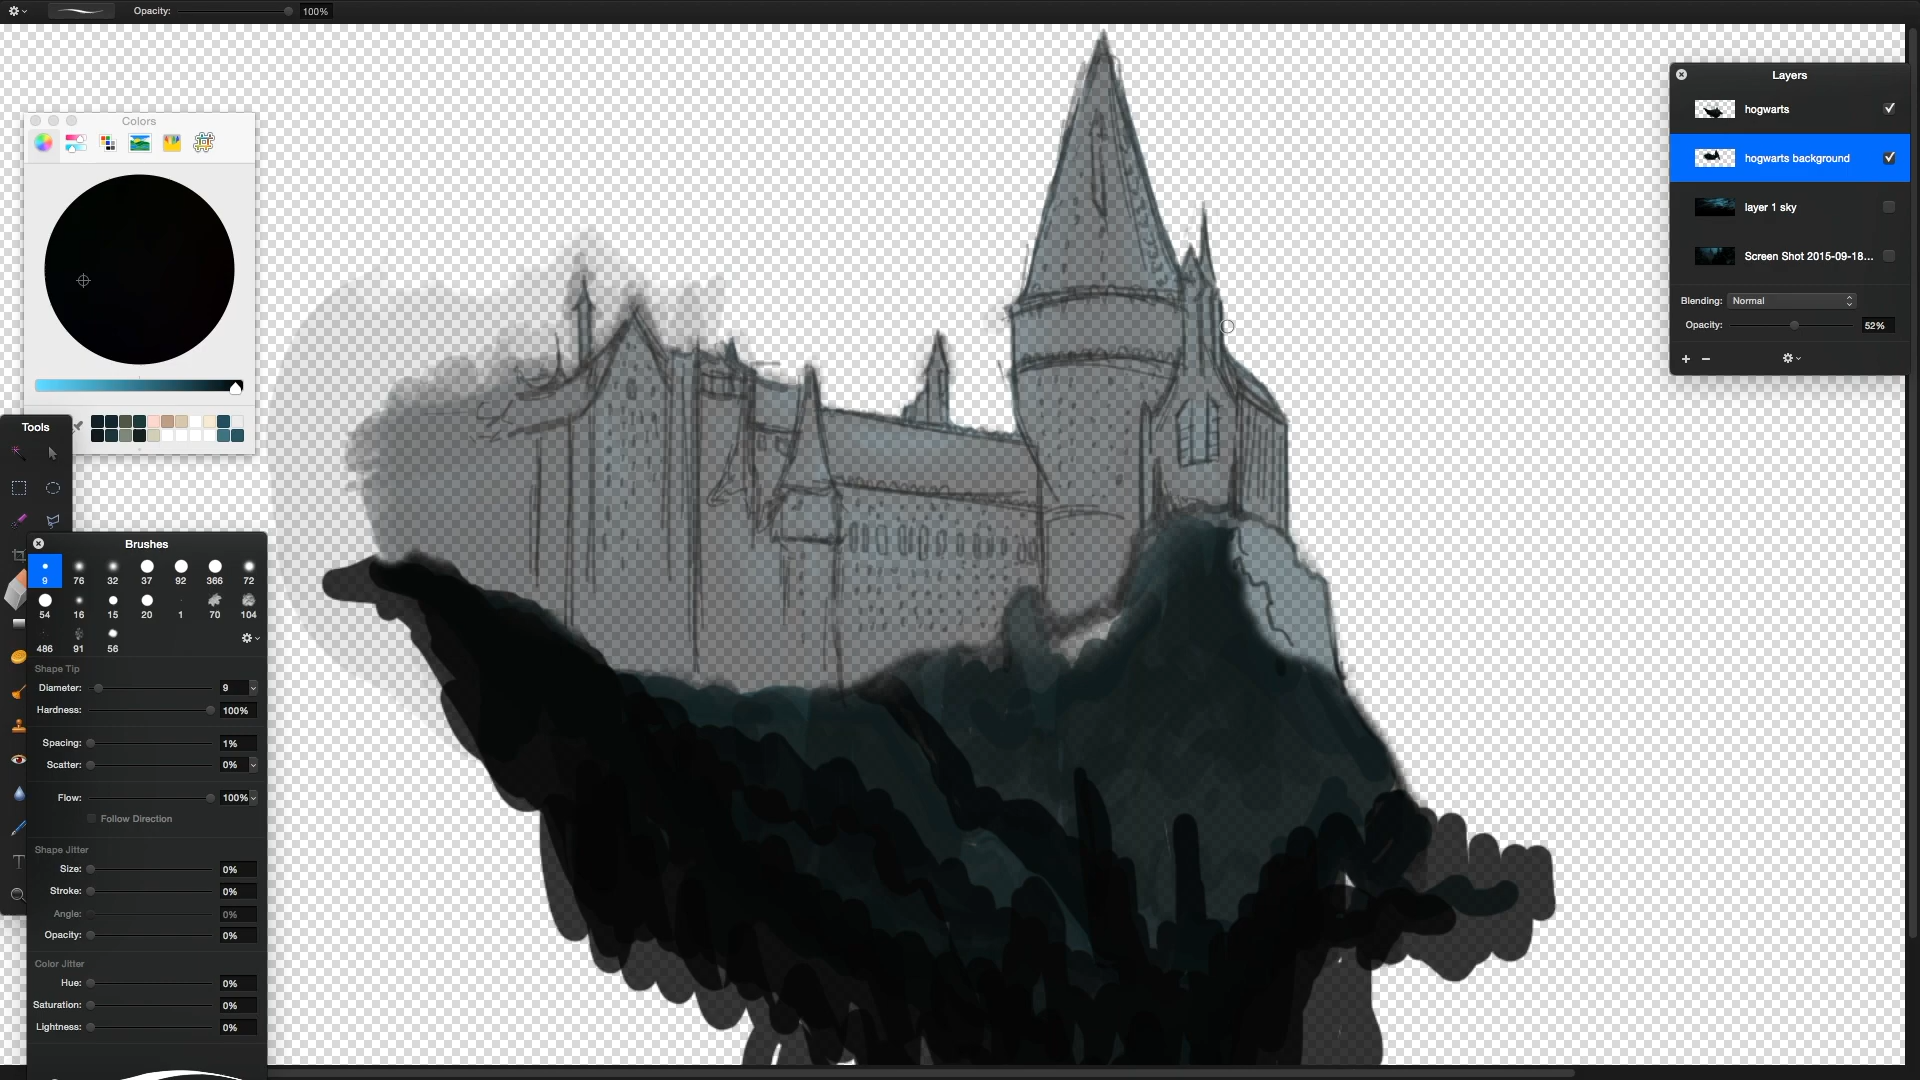 Opacity: 100%
Colors
Layers
hogwarts
hogwarts background
layer 1 sky
Screen Shot 2015-09-18...
Blending: Normal
Opacity: 52%
Tools
T
Brushes
9 76 32 37 92 366 72
54 16 15 20 1 70 104
486 91 56
Shape Tip
Diameter: 9
Hardness: 100%
Spacing: 1%
Scatter: 0%
Flow: 100%
Follow Direction
Shape Jitter
Size: 0%
Stroke: 0%
Angle: 0%
Opacity: 0%
Color Jitter
Hue: 0%
Saturation: 0%
Lightness: 0%